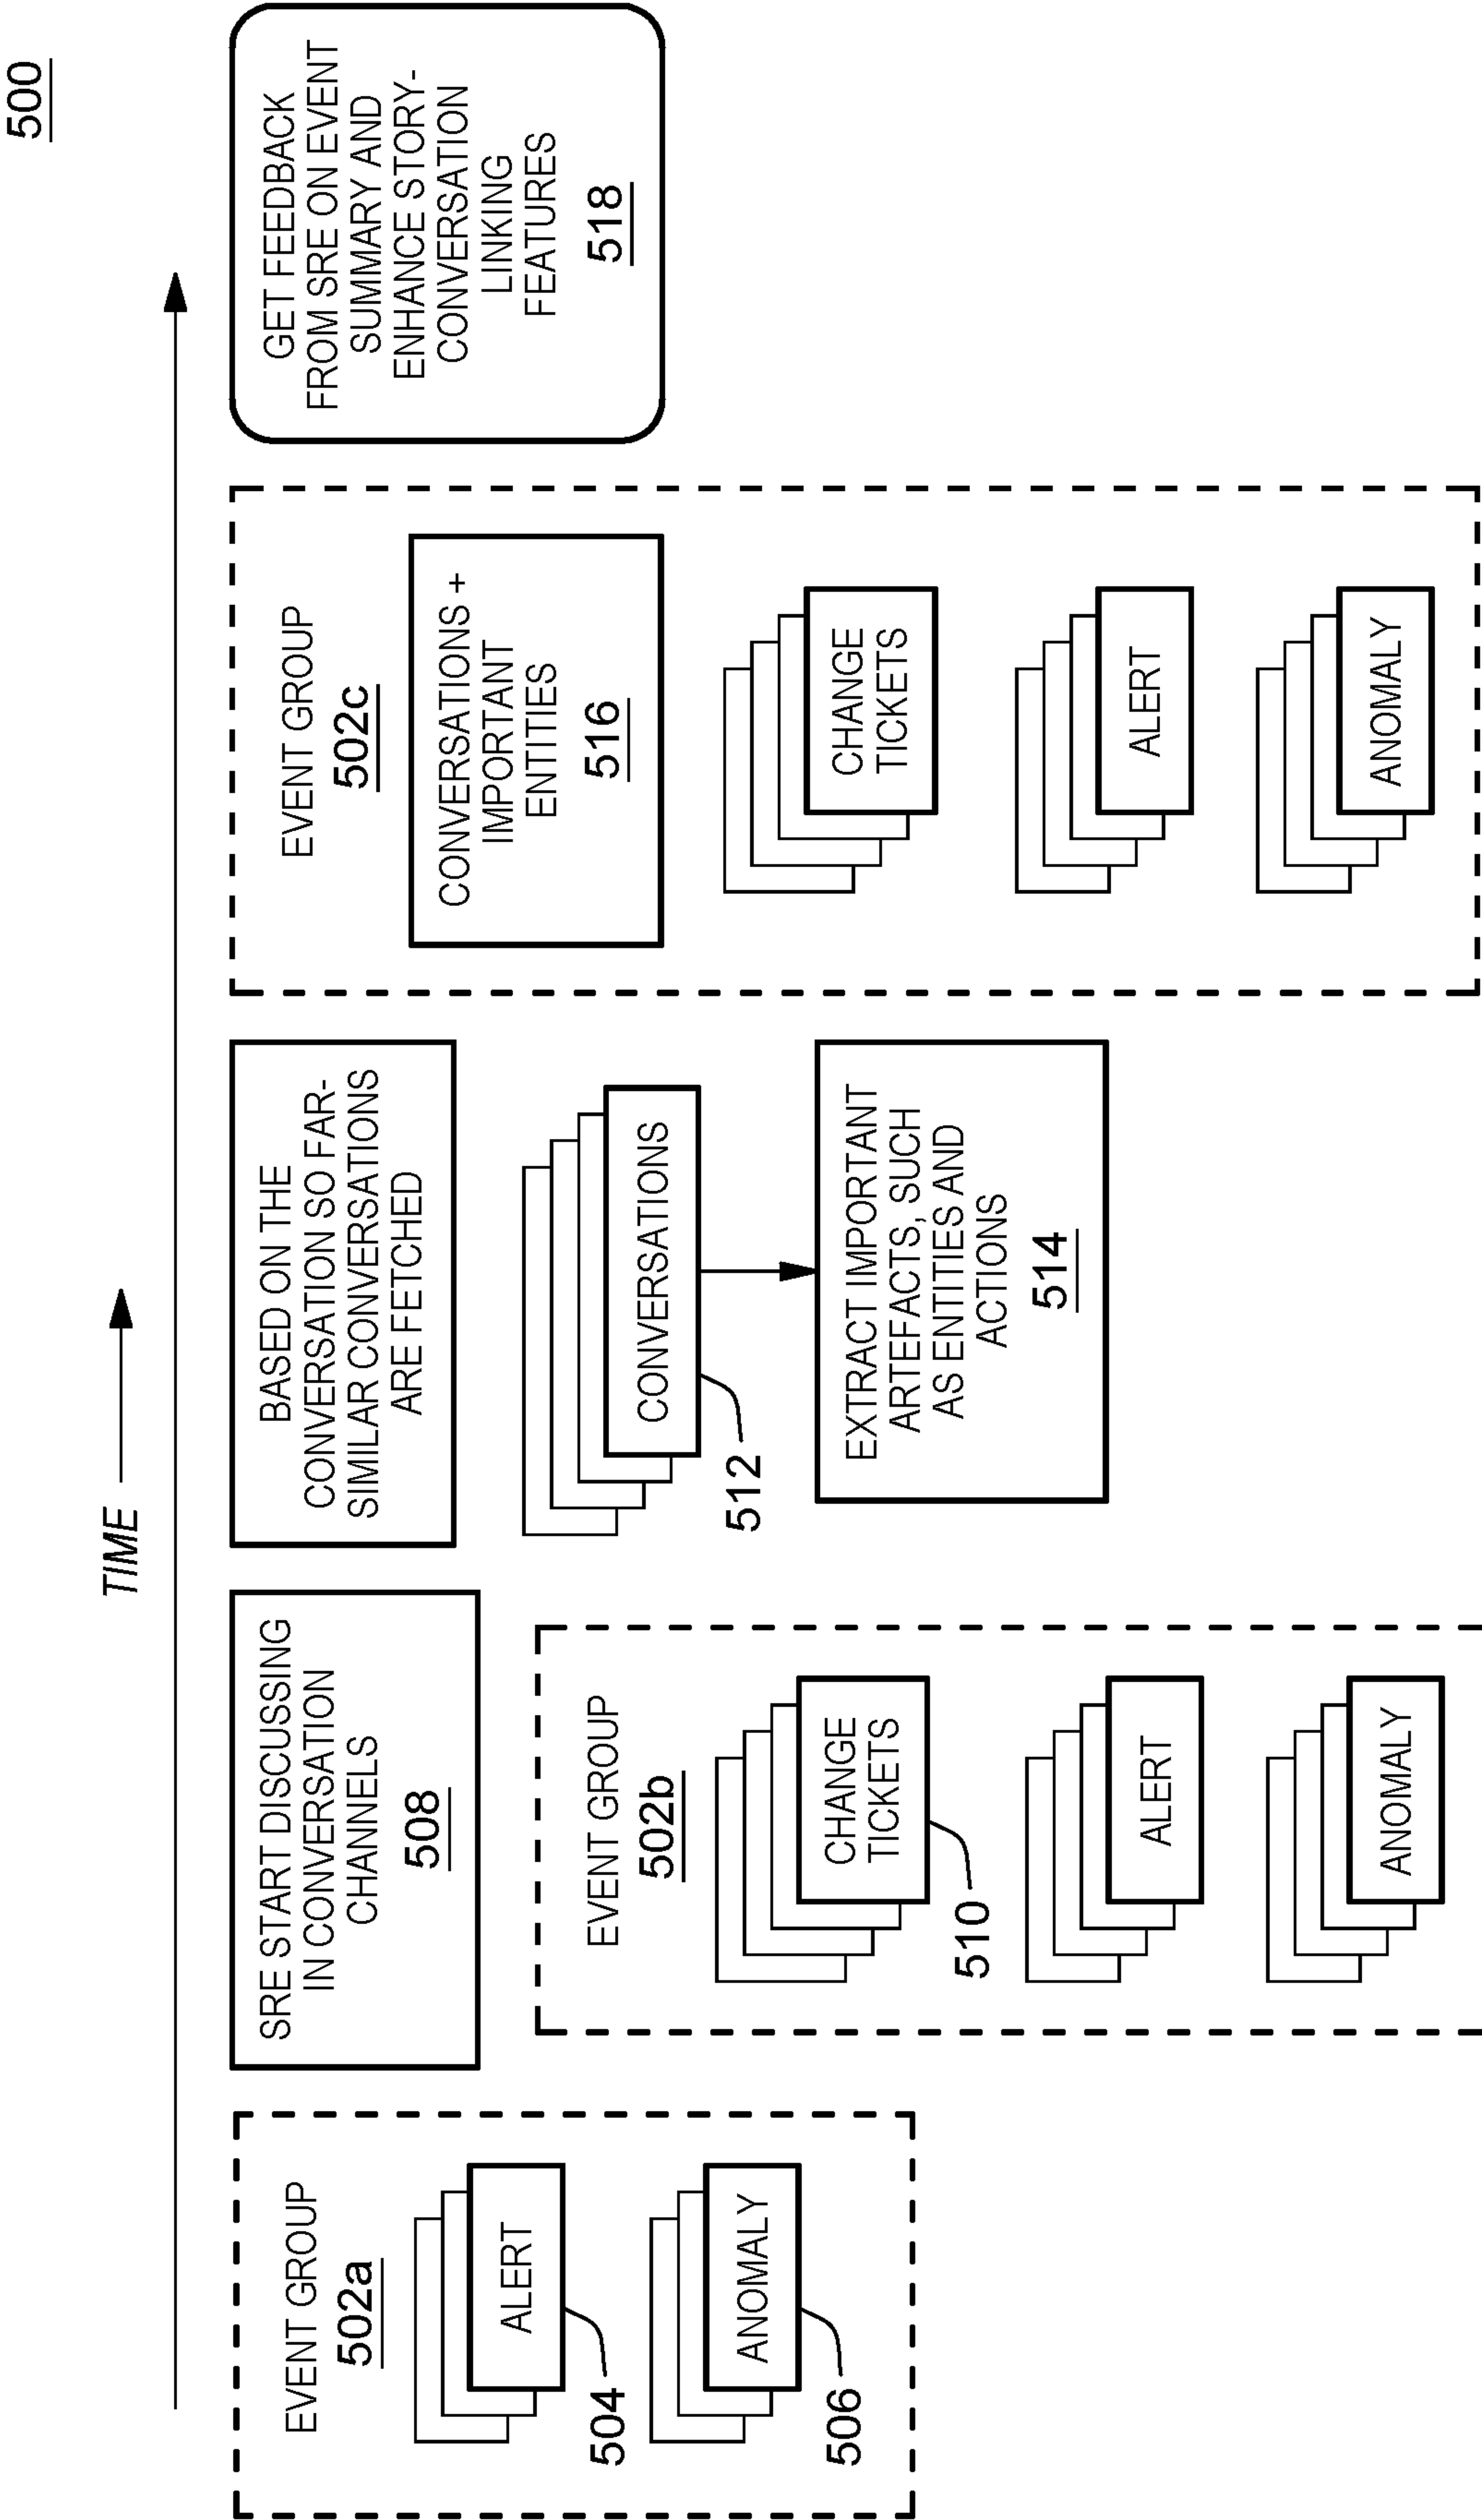 500
TIME
EVENT GROUP
502a
ALERT
504
ANOMALY
506
SRE START DISCUSSING
IN CONVERSATION
CHANNELS
508
EVENT GROUP
502b
CHANGE
TICKETS
510
ALERT
ANOMALY
BASED ON THE
CONVERSATION SO FAR-
SIMILAR CONVERSATIONS
ARE FETCHED
CONVERSATIONS
512
EXTRACT IMPORTANT
ARTEFACTS, SUCH
AS ENTITIES AND
ACTIONS
514
EVENT GROUP
502c
CONVERSATIONS +
IMPORTANT
ENTITIES
516
CHANGE
TICKETS
ALERT
ANOMALY
GET FEEDBACK
FROM SRE ON EVENT
SUMMARY AND
ENHANCE STORY-
CONVERSATION
LINKING
FEATURES
518